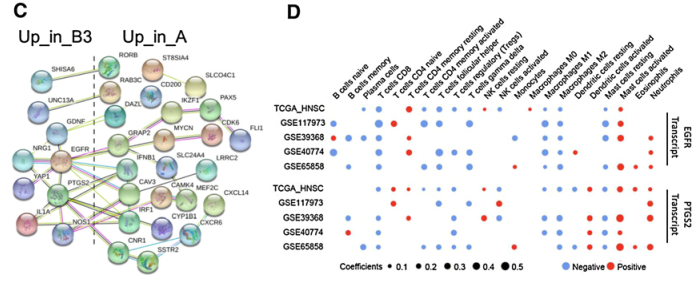 C
Up_in_B3 Up_in_A
RORB
ST8SIA4
SHISA6
RAB3C
SLCO4C1
CD200
UNC13A
DAZL
IKZF1
PAX5
GDNF
GRAP2
MYCN
CDK6
FLI1
NRG1
EGFR
IFNB1
SLC24A4
LRRC2
YAP1
PTGS2
CAV3
CAMK4
MEF2C
CXCL14
IL1A
NOS1
IRF1
CYP1B1
CXCR6
CNR1
SSTR2
D
B cells naive
B cells memory
Plasma cells
T cells CD8
T cells CD4 naive
T cells CD4 memory resting
T cells CD4 memory activated
T cells follicular helper
T cells regulatory (Tregs)
T cells gamma delta
NK cells resting
NK cells activated
Monocytes
Macrophages M0
Macrophages M1
Macrophages M2
Dendritic cells resting
Dendritic cells activated
Mast cells resting
Mast cells activated
Eosinophils
Neutrophils
TCGA_HNSC
GSE117973
GSE39368
GSE40774
GSE65858
EGFR
Transcript
TCGA_HNSC
GSE117973
GSE39368
GSE40774
GSE65858
PTGS2
Transcript
Coefficients 0.1 0.2 0.3 0.4 0.5 Negative Positive